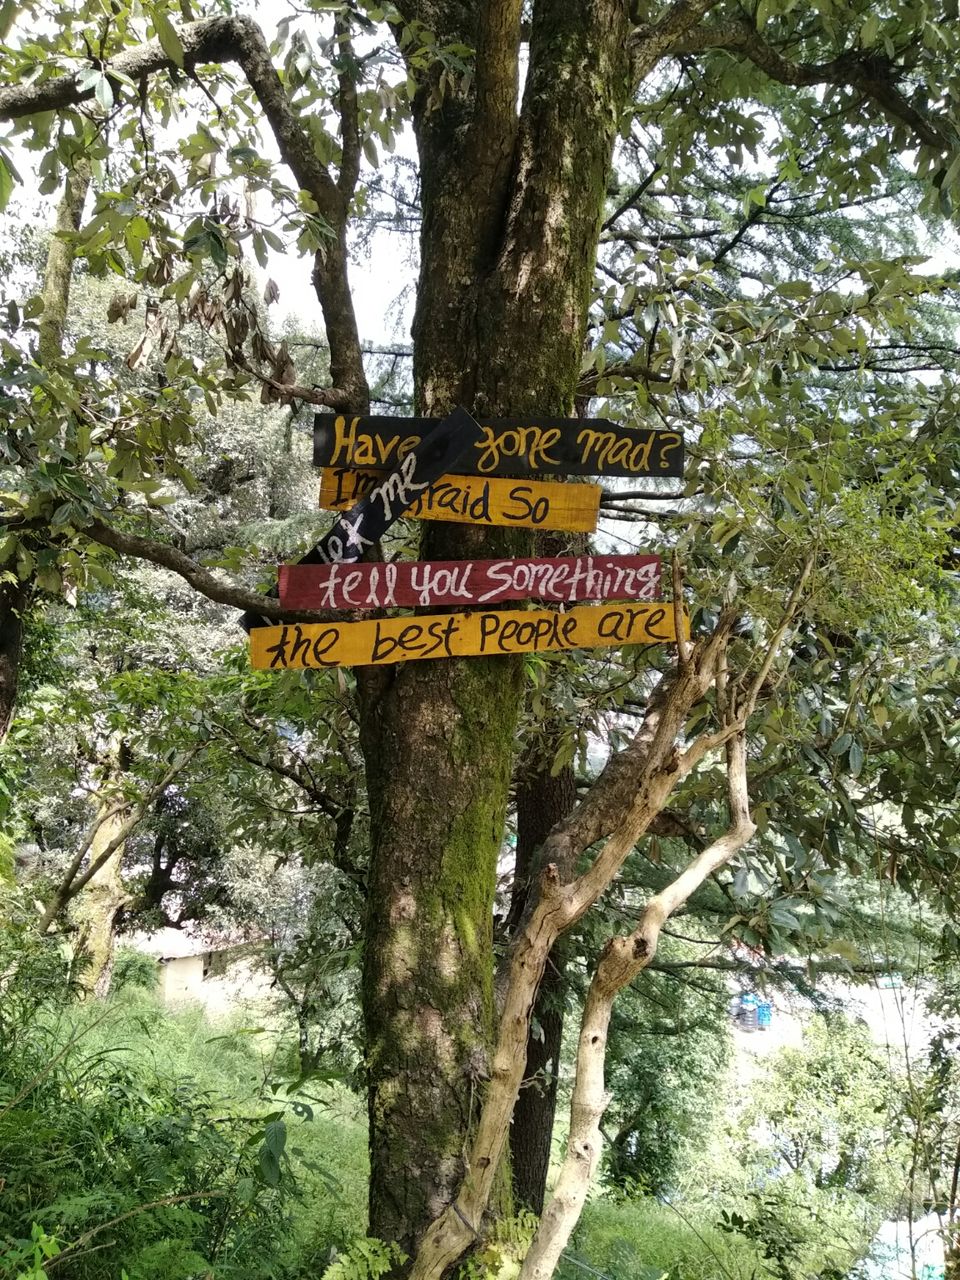 Have gone mad?
I'm afraid So
let me
tell you something
the best People are